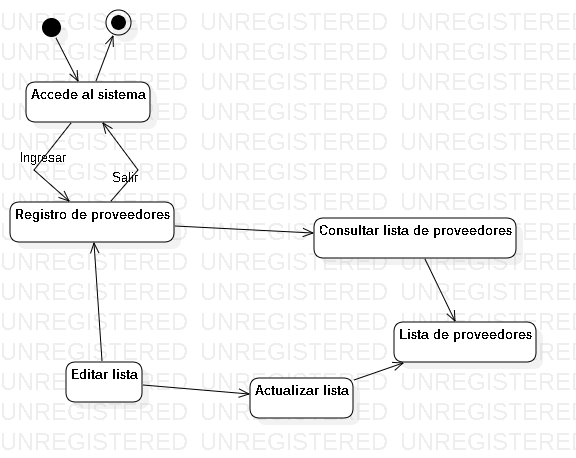 Accede al sistema
Ingresar
Salir
Registro de proveedores
Consultar lista de proveedores
Lista de proveedores
Editar lista
Actualizar lista
UNREGISTERED